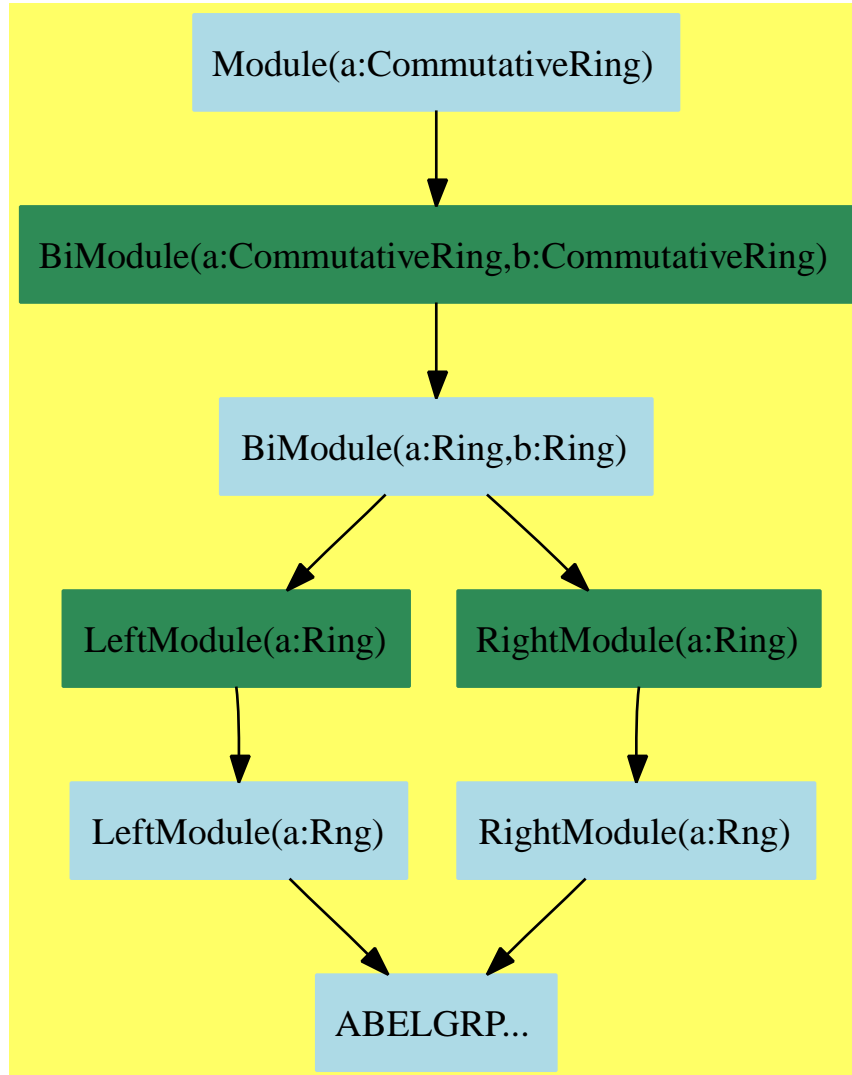 Module(a:CommutativeRing)
BiModule(a:CommutativeRing,b:CommutativeRing)
BiModule(a:Ring,b:Ring)
LeftModule(a:Ring)
RightModule(a:Ring)
LeftModule(a:Rng)
RightModule(a:Rng)
ABELGRP...